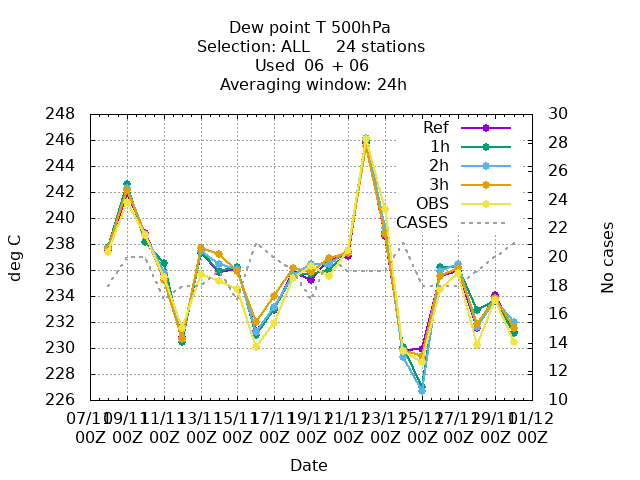 Dew point T 500hPa
Selection: ALL 24 stations
Used 06 + 06
Averaging window: 24h
248 30
246 Ref 28
1h
244 2h 26
242 3h 24
OBS
240 CASES 22
238 20
236 18
234 16
232 14
230 12
228
226 10
deg C
No cases
07/11 09/11 11/11 13/11 15/11 17/11 19/11 21/11 23/11 25/11 27/11 29/11 01/12
00Z 00Z 00Z 00Z 00Z 00Z 00Z 00Z 00Z 00Z 00Z 00Z 00Z
Date